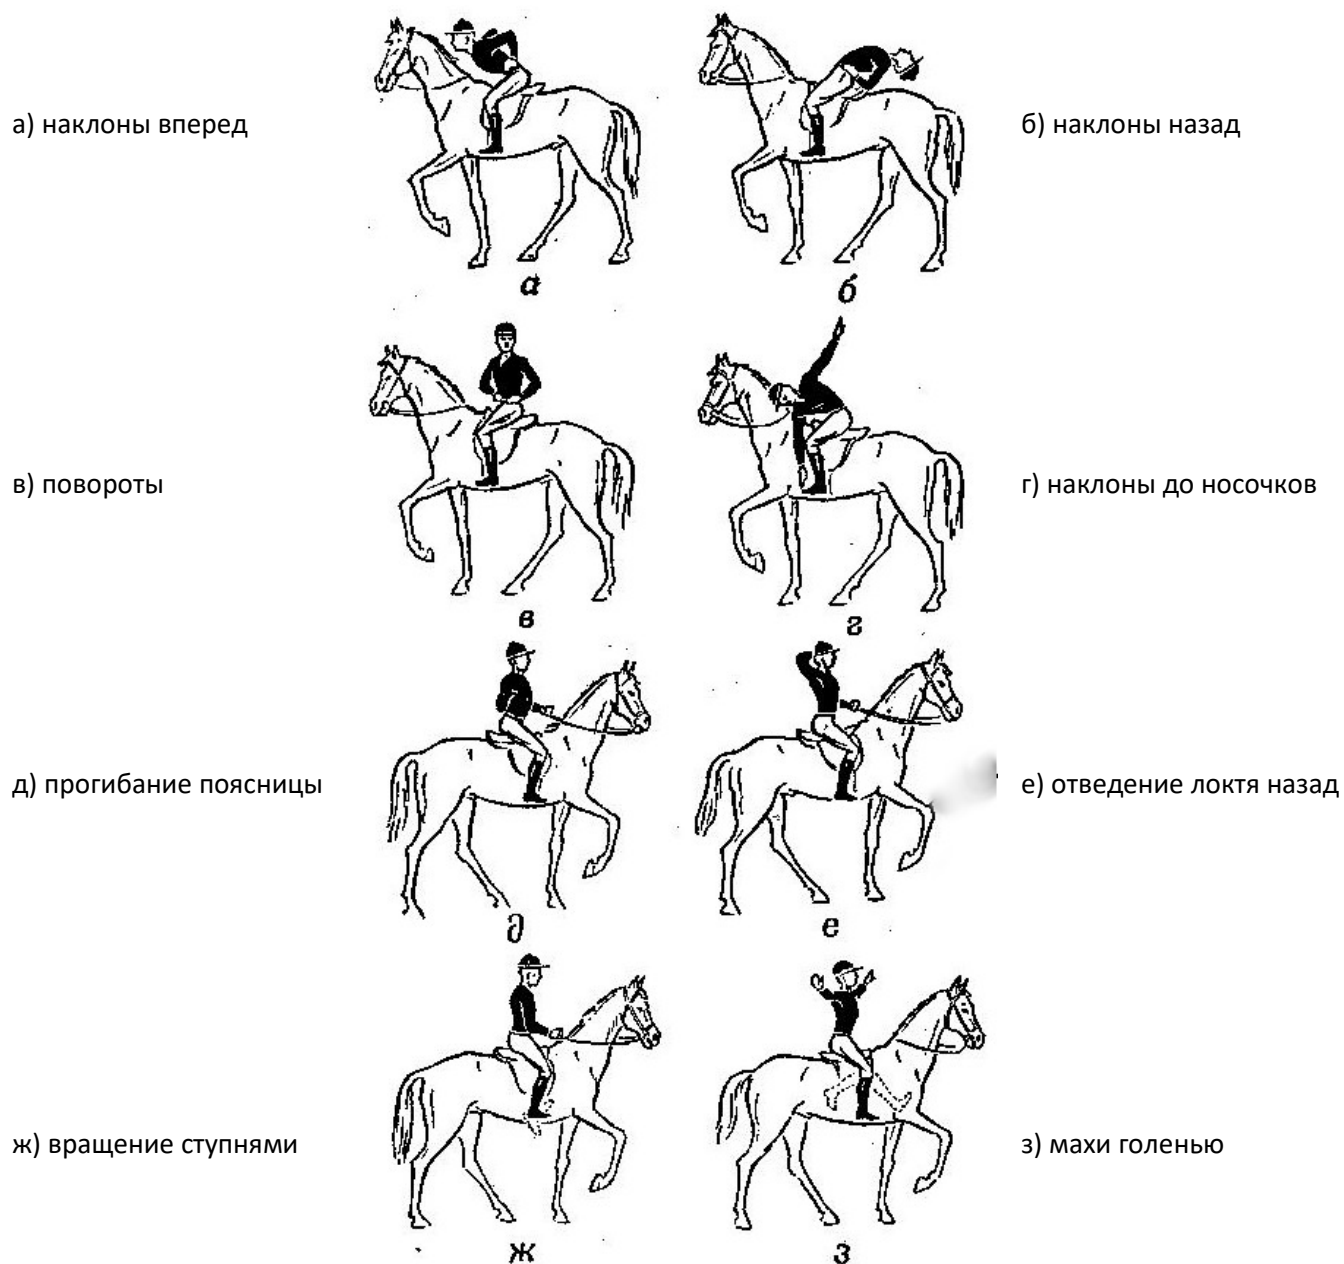 а) наклоны вперед
б) наклоны назад
а
б
в) повороты
г) наклоны до носочков
в
г
д) прогибание поясницы
е) отведение локтя назад
д
е
ж) вращение ступнями
з) махи голенью
ж
з